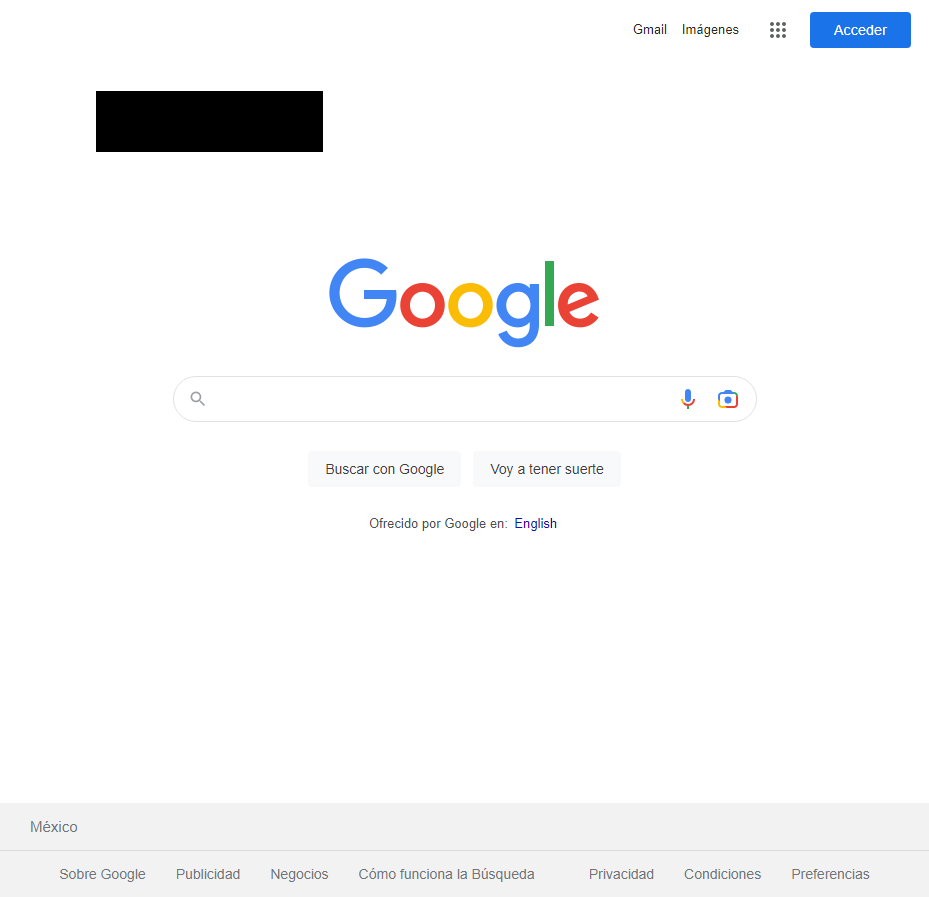 Gmail Imágenes Acceder
Google
Buscar con Google Voy a tener suerte
Ofrecido por Google en: English
México
Sobre Google Publicidad Negocios Cómo funciona la Búsqueda Privacidad Condiciones Preferencias